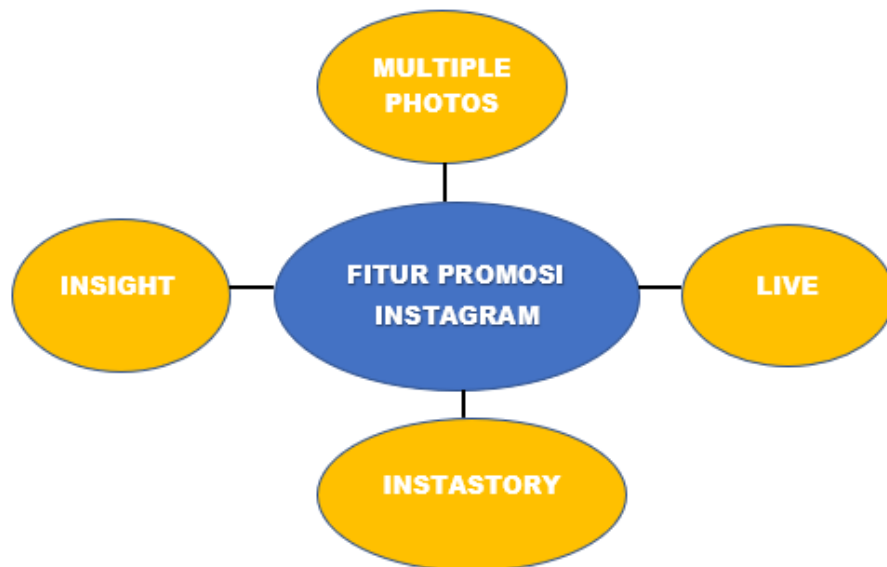 MULTIPLE
PHOTOS
INSIGHT
FITUR PROMOSI
INSTAGRAM
LIVE
INSTASTORY